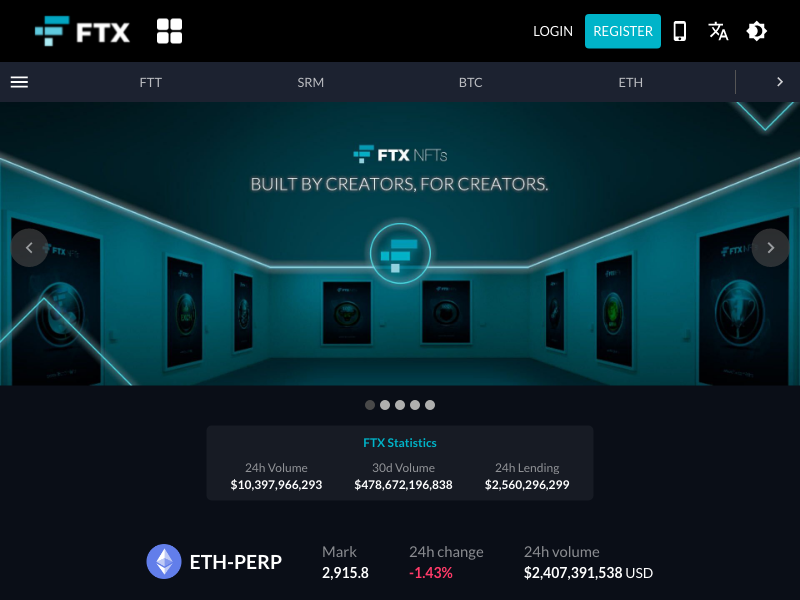 FTX
LOGIN
REGISTER
FTT
SRM
BTC
ETH
FTX NFTs
BUILT BY CREATORS, FOR CREATORS.
FTX Statistics
24h Volume
30d Volume
24h Lending
$10,397,966,293
$478,672,196,838
$2,560,296,299
ETH-PERP
Mark
24h change
24h volume
2,915.8
-1.43%
$2,407,391,538 USD